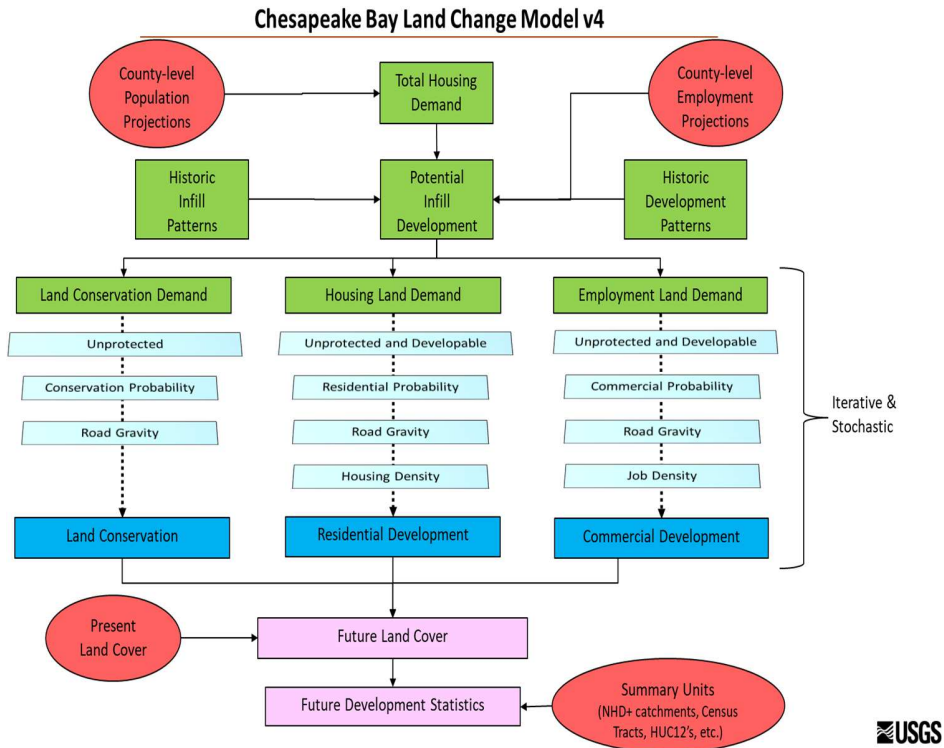 Chesapeake Bay Land Change Model v4
County-level
Population
Projections
Total Housing
Demand
County-level
Employment
Projections
Historic
Infill
Patterns
Potential
Infill
Development
Historic
Development
Patterns
Land Conservation Demand
Housing Land Demand
Employment Land Demand
Unprotected
Unprotected and Developable
Unprotected and Developable
Conservation Probability
Residential Probability
Commercial Probability
Road Gravity
Road Gravity
Road Gravity
Housing Density
Job Density
Iterative &
Stochastic
Land Conservation
Residential Development
Commercial Development
Present
Land Cover
Future Land Cover
Future Development Statistics
Summary Units
(NHD+ catchments, Census
Tracts, HUC12's, etc.)
USGS